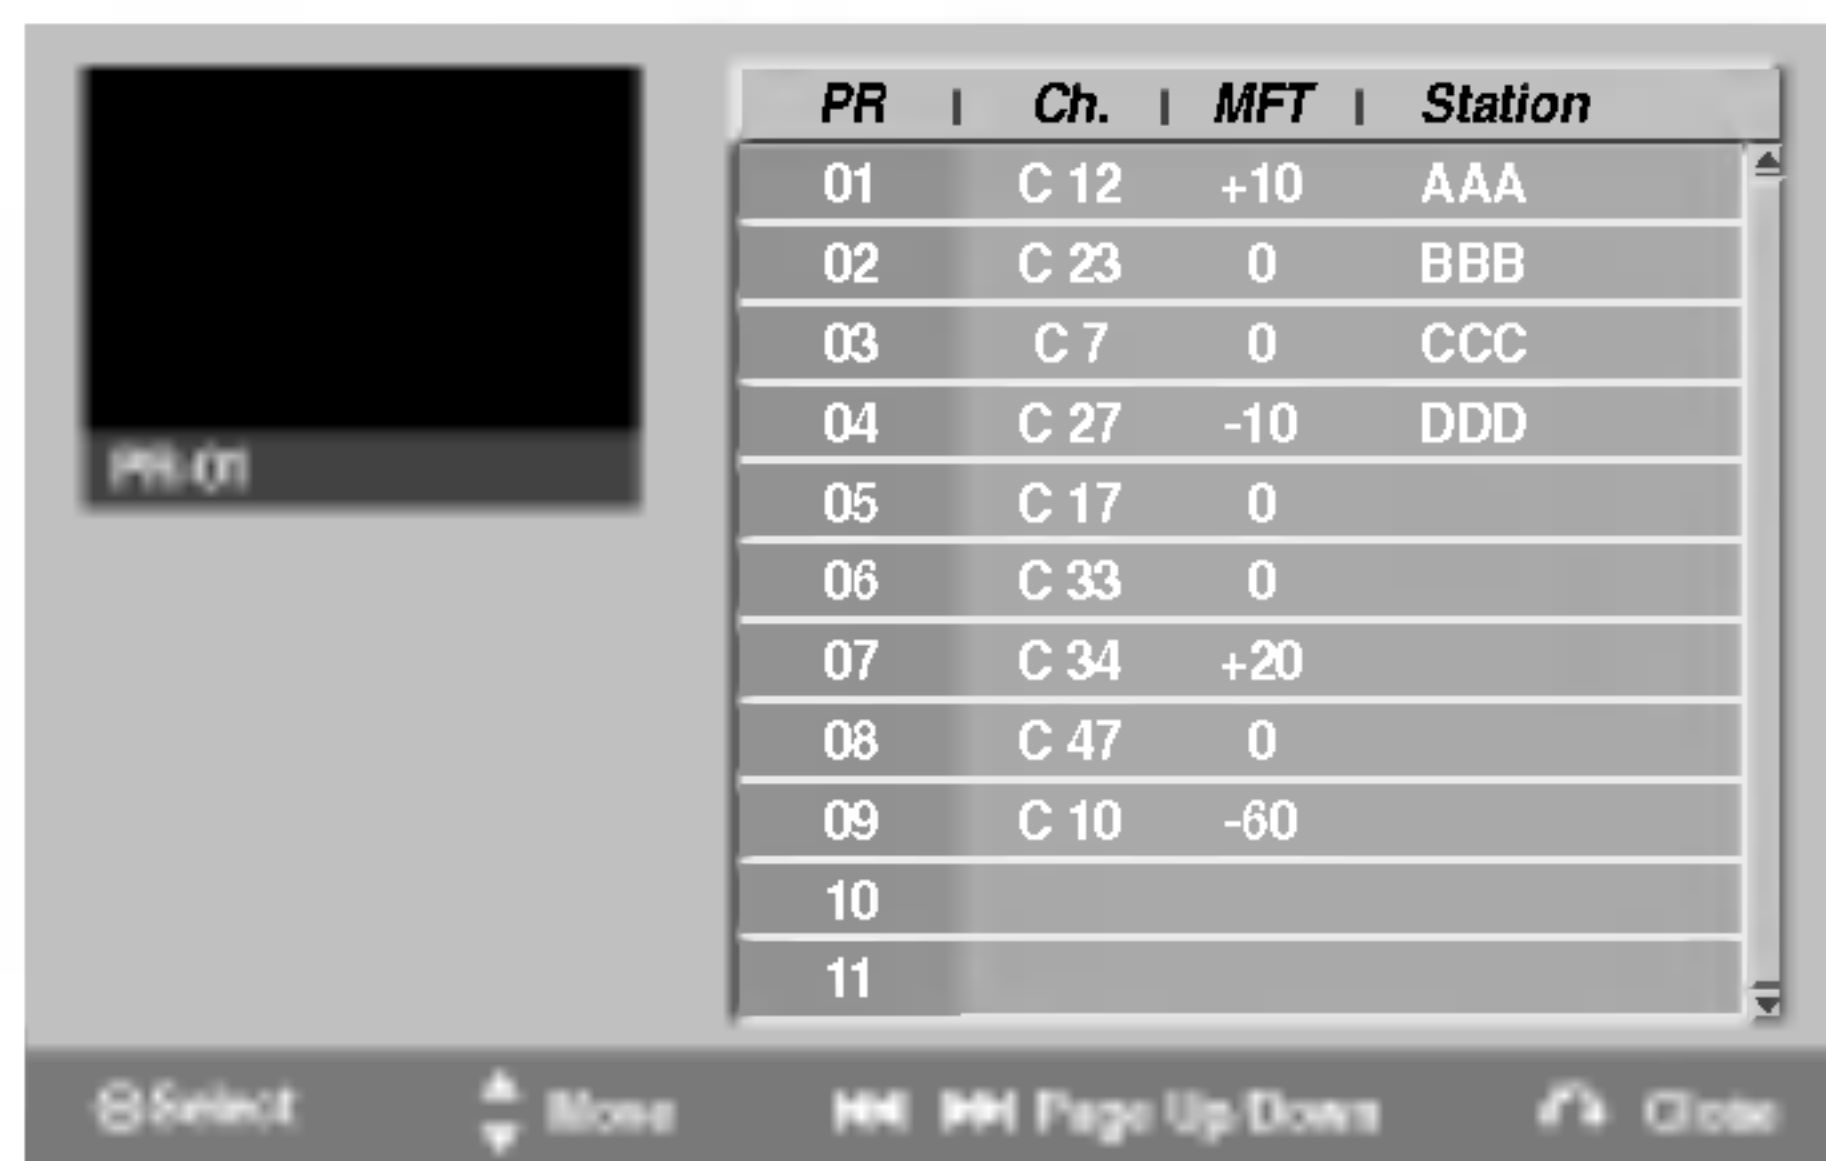 PR | Ch. | MFT | Station
01 C 12 +10 AAA
02 C 23 0 BBB
03 C 7 0 CCC
04 C 27 -10 DDD
05 C 17 0
06 C 33 0
07 C 34 +20
08 C 47 0
09 C 10 -60
10
11
PR-01
Select Move Page Up/Down Close